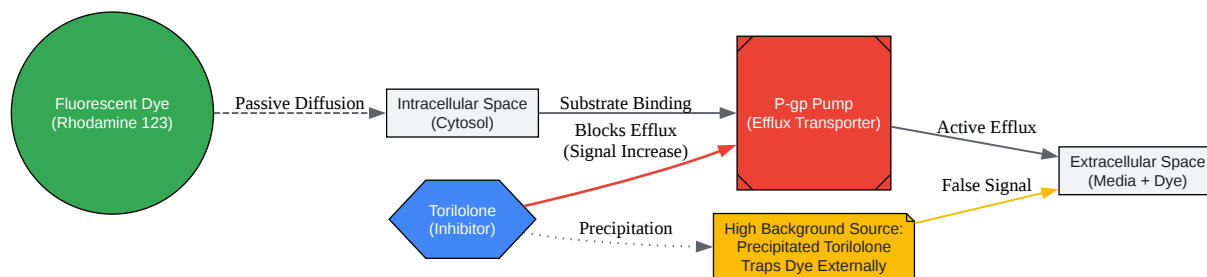 Fluorescent Dye
(Rhodamine 123)
Passive Diffusion
Intracellular Space
(Cytosol)
Substrate Binding
Blocks Efflux
(Signal Increase)
P-gp Pump
(Efflux Transporter)
Active Efflux
Extracellular Space
(Media + Dye)
False Signal
Torilolone
(Inhibitor)
Precipitation
High Background Source:
Precipitated Torilolone
Traps Dye Externally